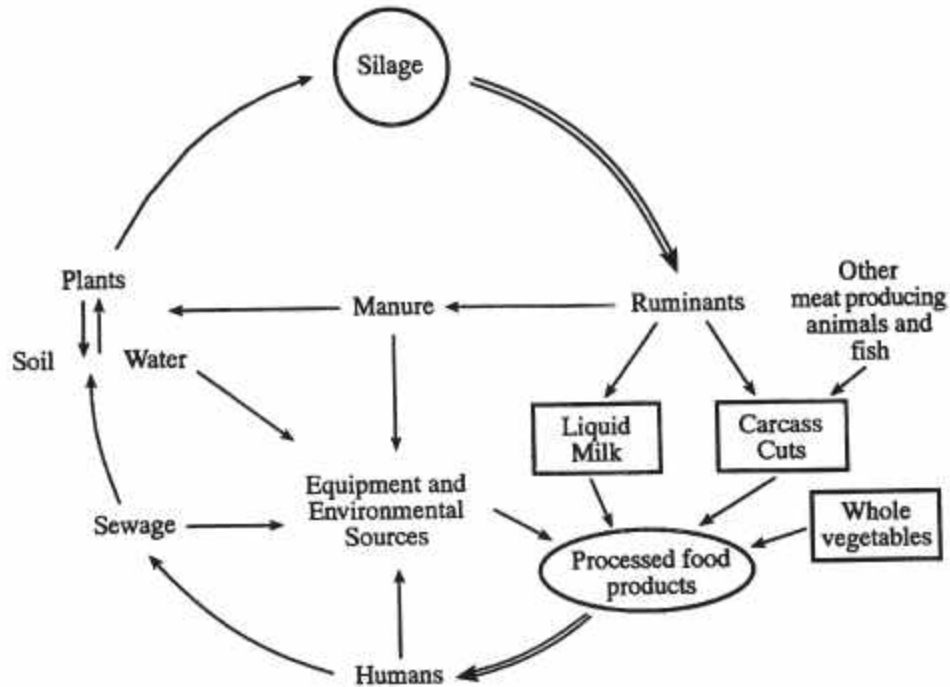 Silage
Plants
Manure
Ruminants
Other
meat producing
animals and
fish
Soil
Water
Liquid
Milk
Carcass
Cuts
Equipment and
Environmental
Sources
Sewage
Whole
vegetables
Processed food
products
Humans